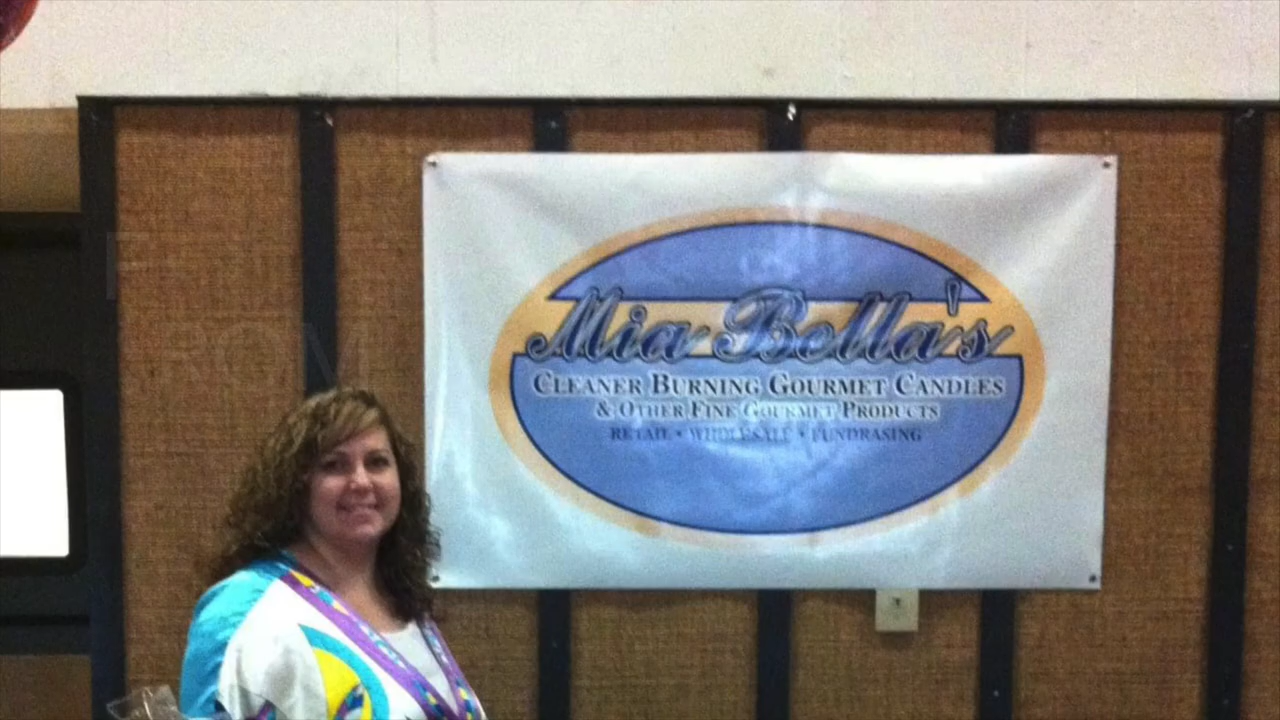 Mia Bella's
CLEANER BURNING GOURMET CANDLES
& OTHER FINE GOURMET PRODUCTS
RETAIL • WHOLESALE • FUNDRASING